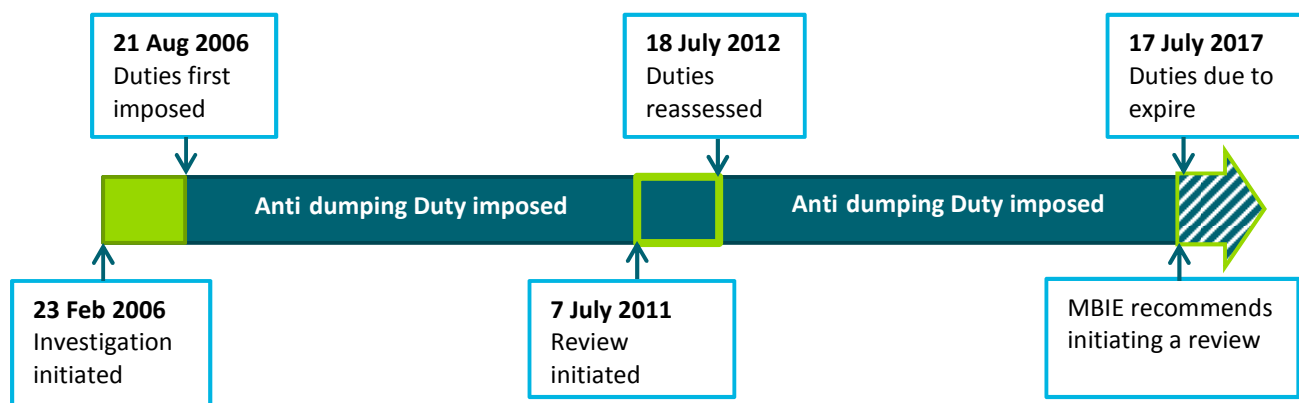 21 Aug 2006
Duties first
imposed
18 July 2012
Duties
reassessed
17 July 2017
Duties due to
expire
Anti dumping Duty imposed
Anti dumping Duty imposed
23 Feb 2006
Investigation
initiated
7 July 2011
Review
initiated
MBIE recommends
initiating a review